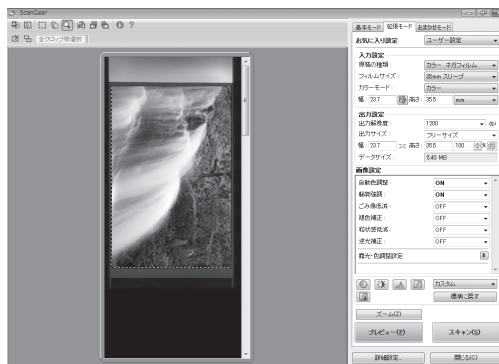 ScanGear
全クロップ枠選択
基本モード 拡張モード おまかせモード
お気に入り設定 ユーザー設定
入力設定
原稿の種類： カラー ネガフィルム
フィルムサイズ： 35mm スリーブ
カラーモード： カラー
幅： 23.7 高さ： 35.5 mm
出力設定
出力解像度： 1200 dpi
出力サイズ： フリーサイズ
幅： 23.7 高さ： 35.5 100 %
データサイズ： 5.40 MB
画像設定
自動色調整： ON
輪郭強調： ON
ごみ傷低減： OFF
褪色補正： OFF
粒状感低減： OFF
逆光補正： OFF
露光・色調整設定
カスタム
標準に戻す
ズーム(Z)
プレビュー(P) スキャン(S)
詳細設定... 閉じる(C)